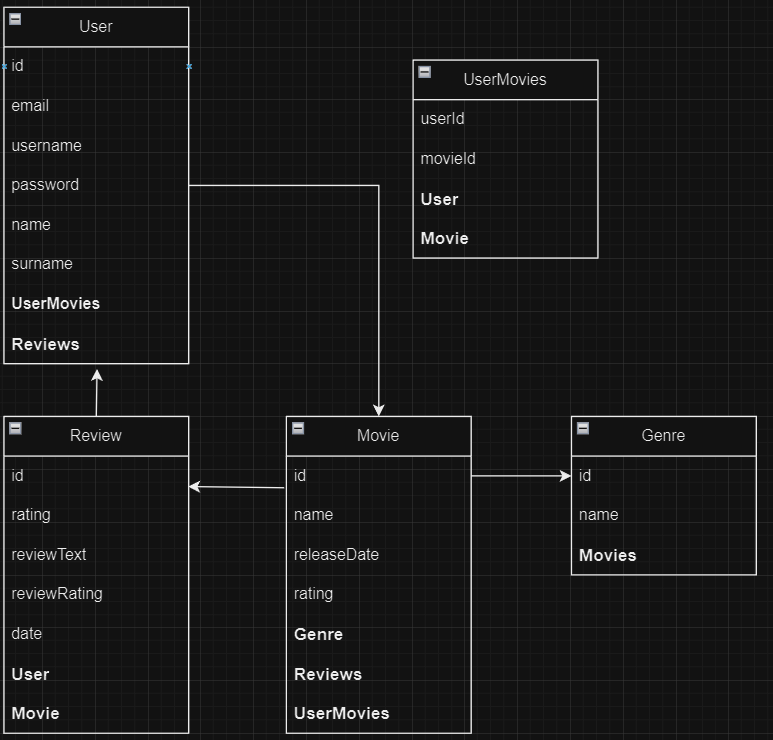 User
id
email
username
password
name
surname
UserMovies
Reviews
UserMovies
userId
movieId
User
Movie
Review
id
rating
reviewText
reviewRating
date
User
Movie
Movie
id
name
releaseDate
rating
Genre
Reviews
UserMovies
Genre
id
name
Movies